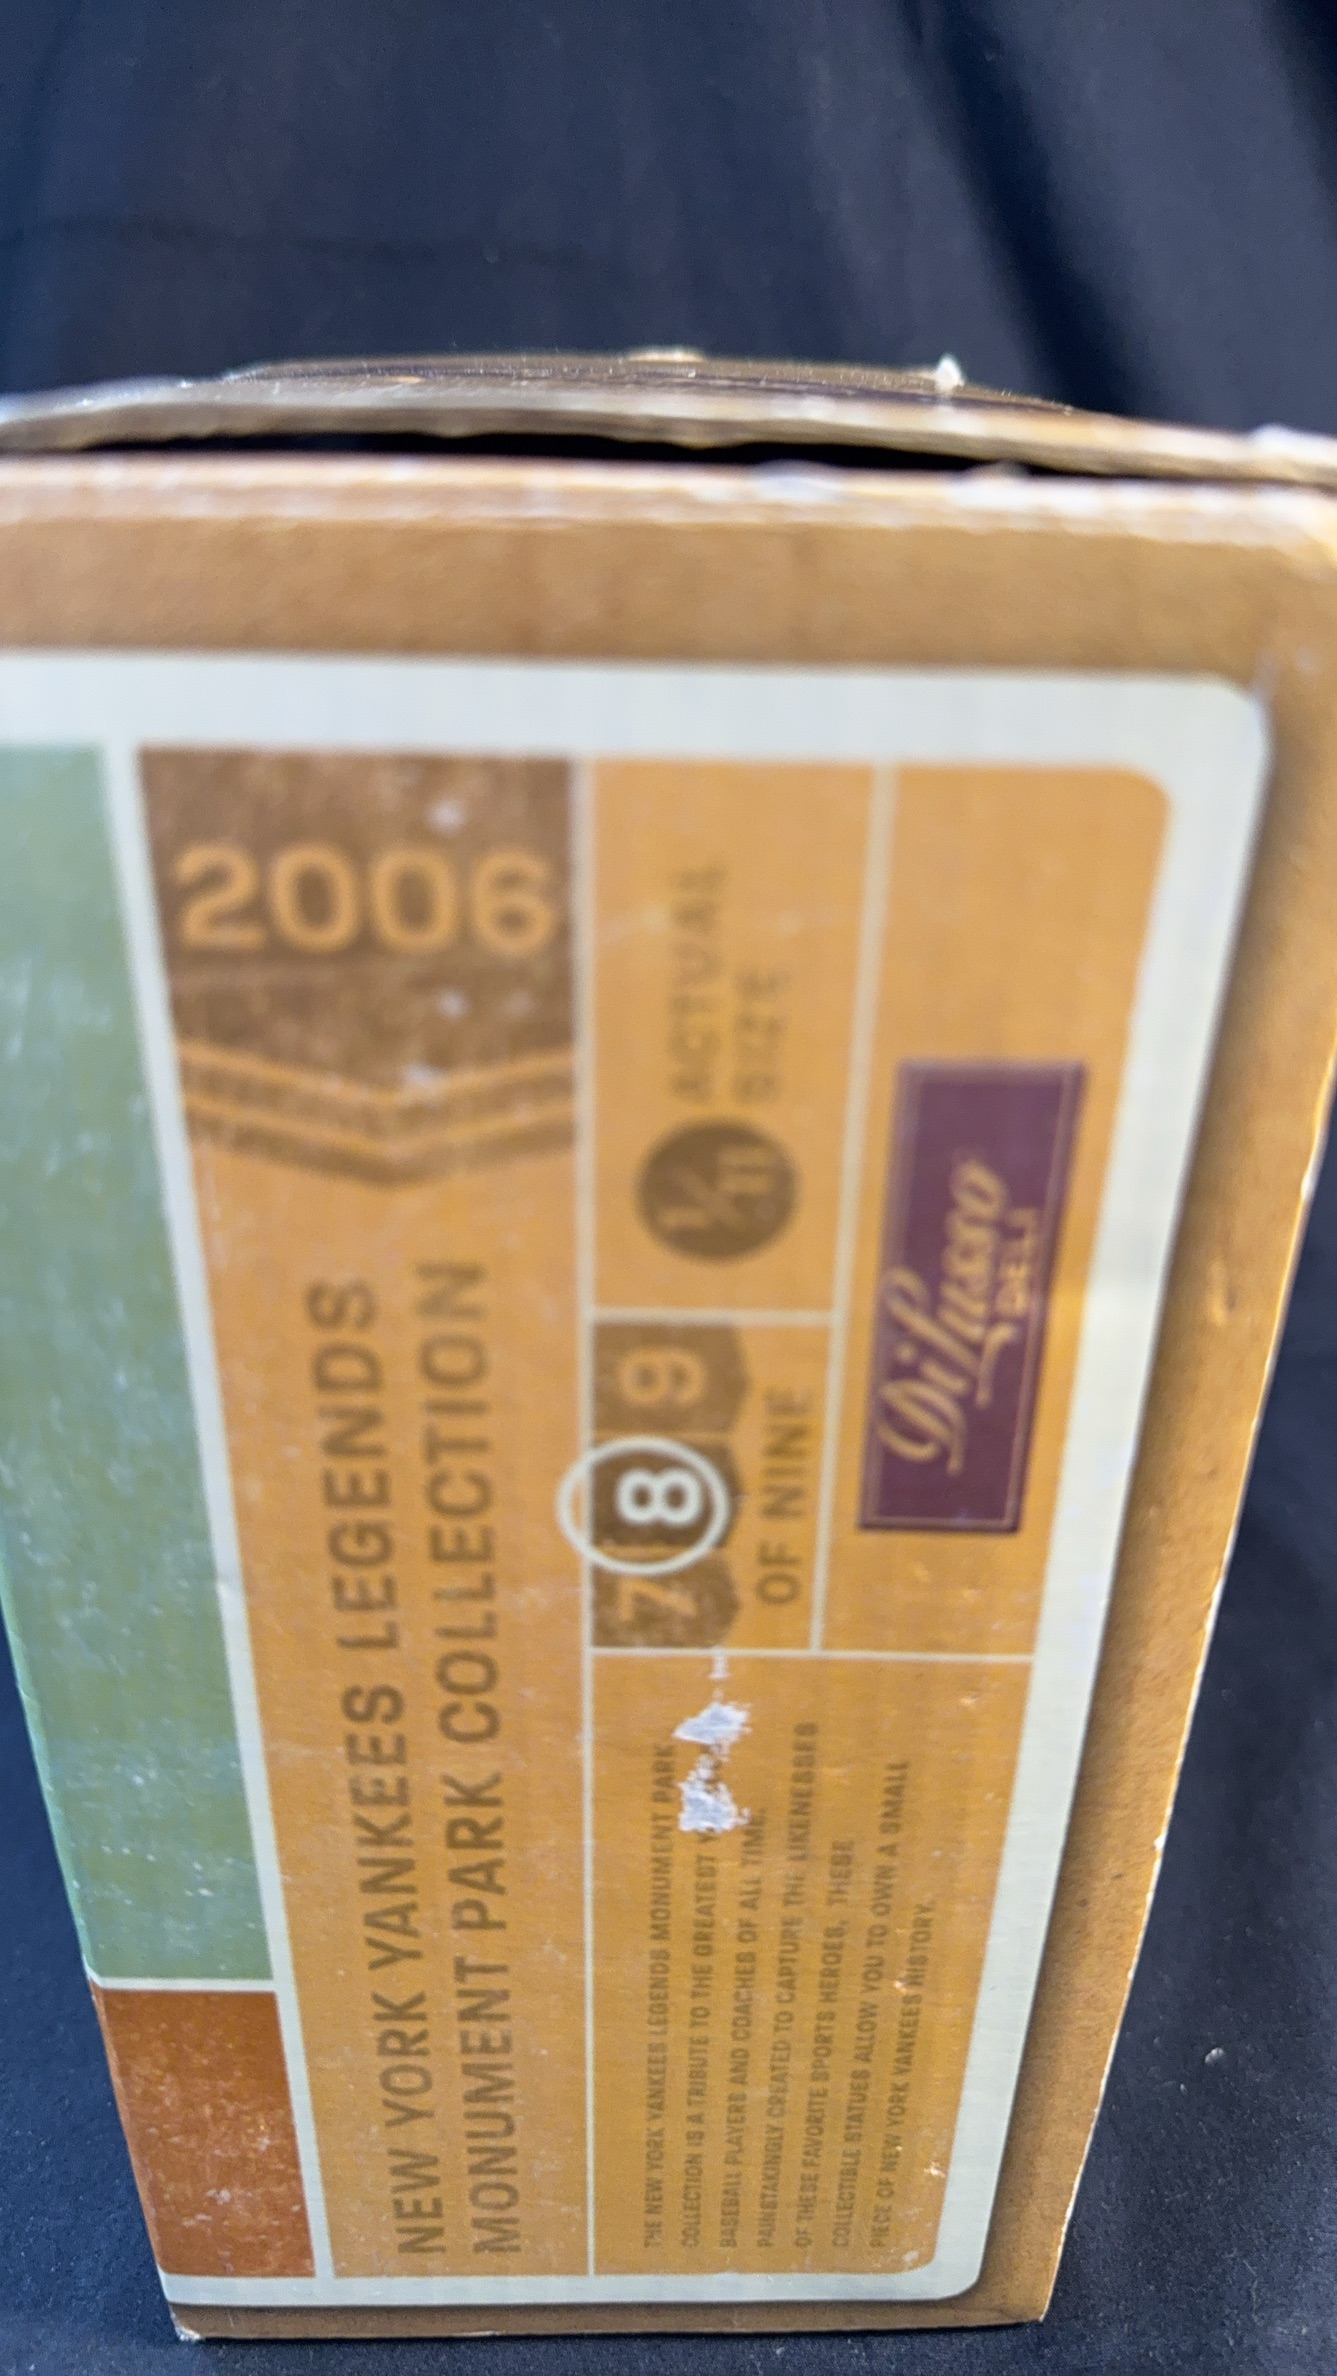 2006
NEW YORK YANKEES LEGENDS
MONUMENT PARK COLLECTION
THE NEW YORK YANKEES LEGENDS MONUMENT PARK
COLLECTION IS A TRIBUTE TO THE GREATEST
BASEBALL PLAYERS AND COACHES OF ALL TIME.
PAINSTAKINGLY CREATED TO CAPTURE THE LIKENESSES
OF THESE FAVORITE SPORTS HEROES, THESE
COLLECTIBLE STATUES ALLOW YOU TO OWN A SMALL
PIECE OF NEW YORK YANKEES HISTORY.
7 8 9
OF NINE
1/11 ACTUAL
SIZE
DiLusso
DELI